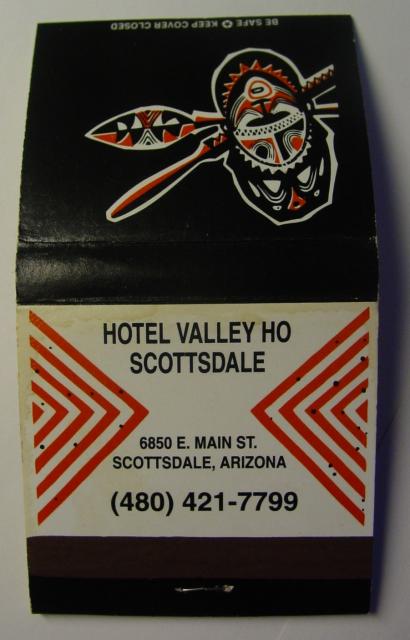 BE SAFE KEEP COVER CLOSED
HOTEL VALLEY HO
SCOTTSDALE
6850 E. MAIN ST.
SCOTTSDALE, ARIZONA
(480) 421-7799